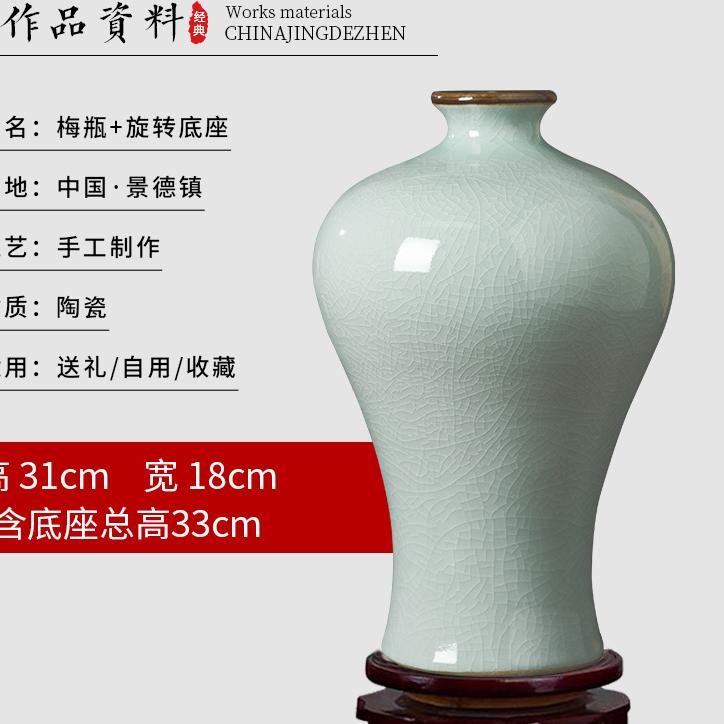 作品資料
经典
Works materials
CHINAJINGDEZHEN
名：梅瓶+旋转底座
地：中国·景德镇
艺：手工制作
质：陶瓷
用：送礼/自用/收藏
高 31cm 宽 18cm
含底座总高33cm